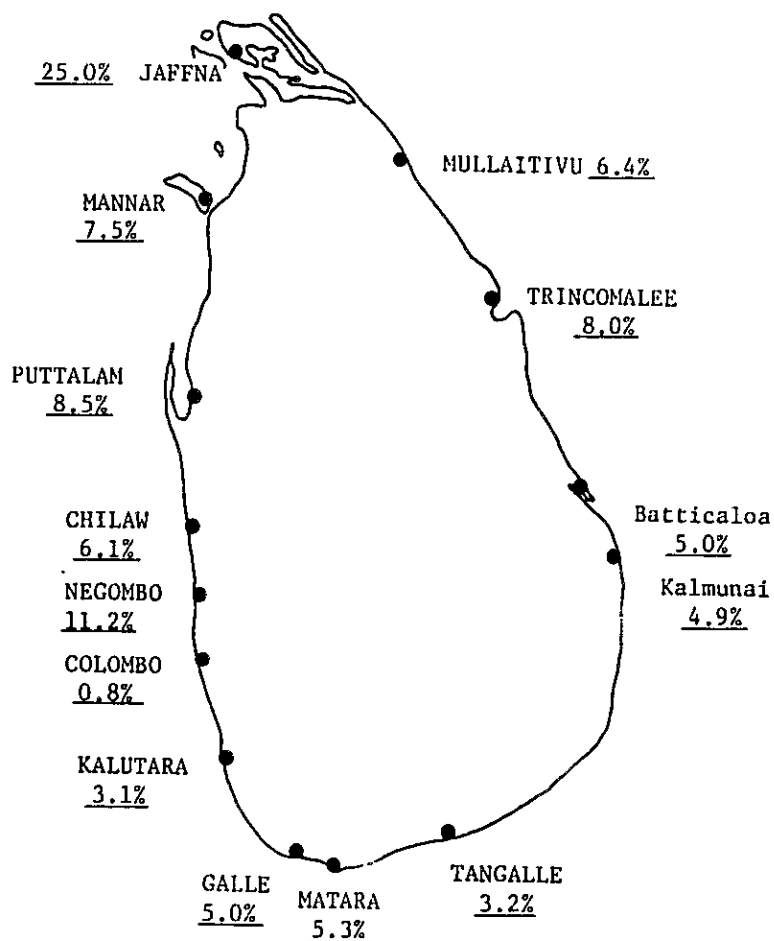 25.0% JAFFNA
MULLAITIVU 6.4%
MANNAR
7.5%
TRINCOMALEE
8.0%
PUTTALAM
8.5%
CHILAW
6.1%
Batticaloa
5.0%
NEGOMBO
11.2%
Kalmunai
4.9%
COLOMBO
0.8%
KALUTARA
3.1%
GALLE
5.0%
MATARA
5.3%
TANGALLE
3.2%